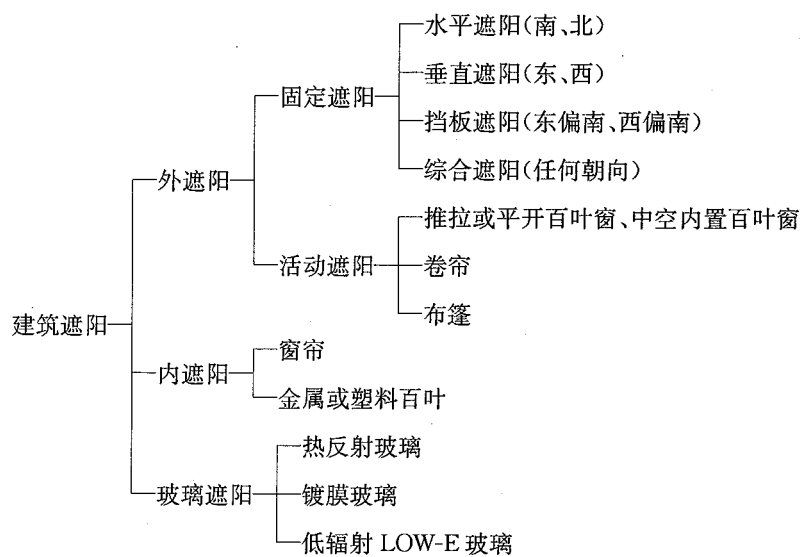 水平遮阳(南、北)
垂直遮阳(东、西)
固定遮阳
挡板遮阳(东偏南、西偏南)
综合遮阳(任何朝向)
外遮阳
推拉或平开百叶窗、中空内置百叶窗
活动遮阳
卷帘
布篷
建筑遮阳
窗帘
内遮阳
金属或塑料百叶
热反射玻璃
玻璃遮阳
镀膜玻璃
低辐射 LOW-E 玻璃